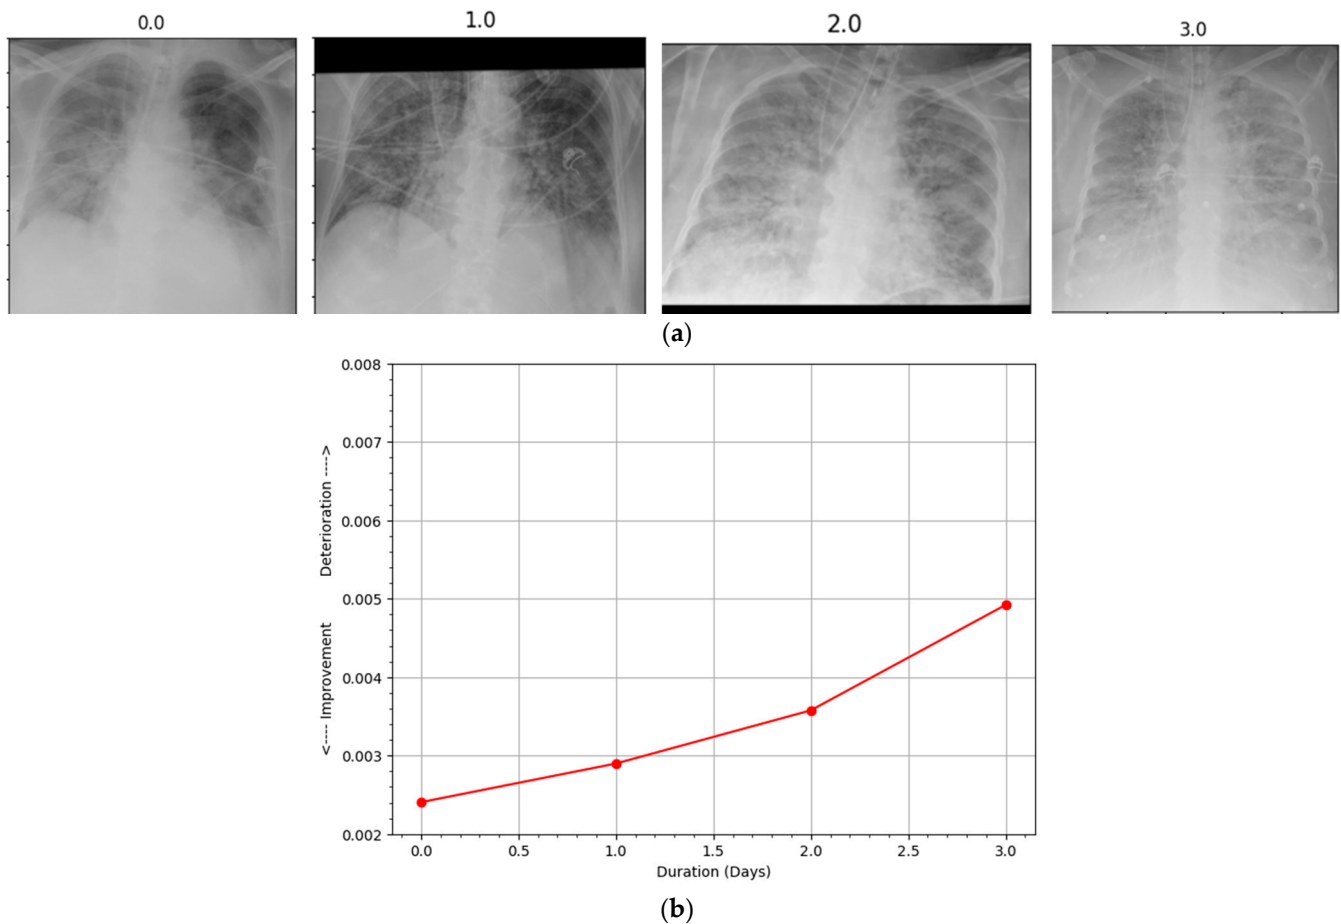 0.0 1.0 2.0 3.0
(a)
0.008
0.007
0.006
0.005
0.004
0.003
0.002
<---- Improvement Deterioration ---->
0.0 0.5 1.0 1.5 2.0 2.5 3.0
Duration (Days)
(b)